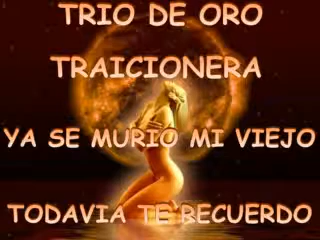 TRIO DE ORO
TRAICIONERA
YA SE MURIO MI VIEJO
TODAVIA TE RECUERDO